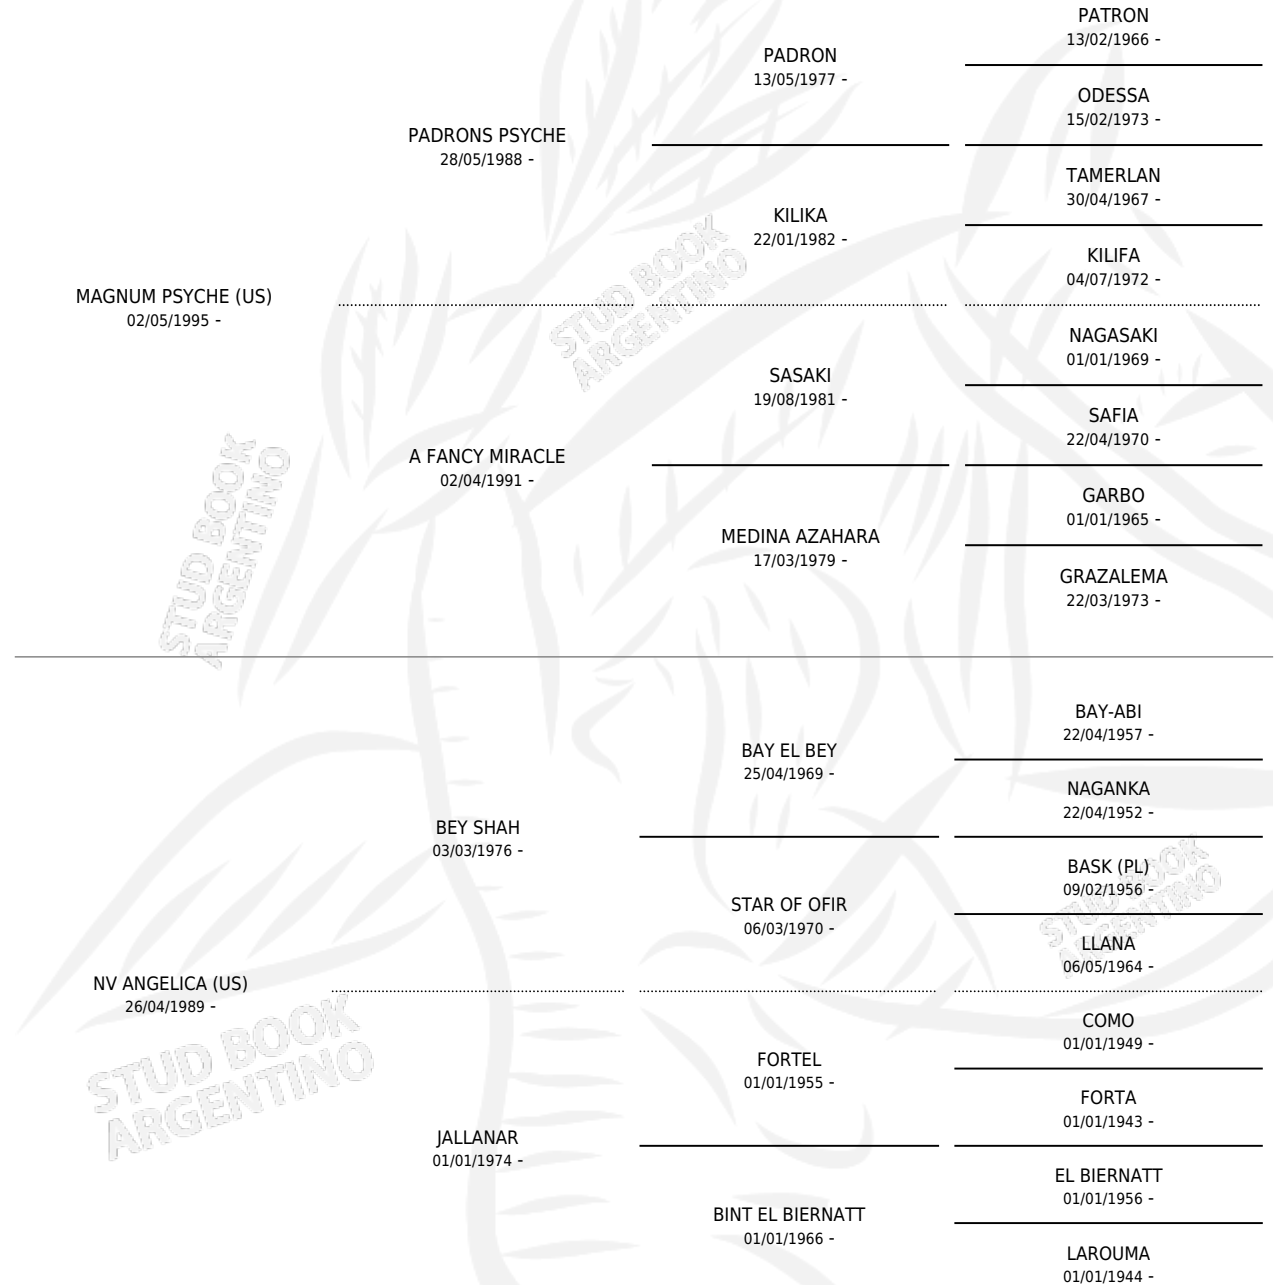 PATRON
13/02/1966 -
PADRON
13/05/1977 -
ODESSA
15/02/1973 -
PADRONS PSYCHE
28/05/1988 -
TAMERLAN
30/04/1967 -
KILIKA
22/01/1982 -
KILIFA
04/07/1972 -
MAGNUM PSYCHE (US)
02/05/1995 -
NAGASAKI
01/01/1969 -
SASAKI
19/08/1981 -
SAFIA
22/04/1970 -
A FANCY MIRACLE
02/04/1991 -
GARBO
01/01/1965 -
MEDINA AZAHARA
17/03/1979 -
GRAZALEMA
22/03/1973 -
BAY-ABI
22/04/1957 -
BAY EL BEY
25/04/1969 -
NAGANKA
22/04/1952 -
BEY SHAH
03/03/1976 -
BASK (PL)
09/02/1956 -
STAR OF OFIR
06/03/1970 -
LLANA
06/05/1964 -
NV ANGELICA (US)
26/04/1989 -
COMO
01/01/1949 -
FORTEL
01/01/1955 -
FORTA
01/01/1943 -
JALLANAR
01/01/1974 -
EL BIERNATT
01/01/1956 -
BINT EL BIERNATT
01/01/1966 -
LAROUMA
01/01/1944 -
STUD BOOK
ARGENTINO
STUD BOOK
ARGENTINO
STUD BOOK
ARGENTINO
STUD BOOK
ARGENTINO